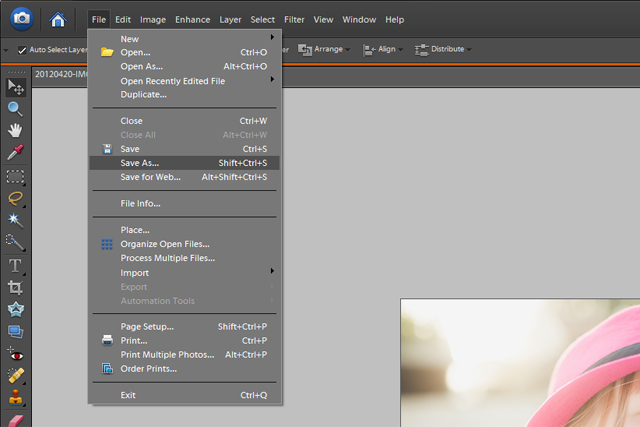 File Edit Image Enhance Layer Select Filter View Window Help
Auto Select Laye Arrange Align Distribute
20120420-IM
New
Open... Ctrl+O
Open As... Alt+Ctrl+O
Open Recently Edited File
Duplicate...
Close Ctrl+W
Close All Alt+Ctrl+W
Save Ctrl+S
Save As... Shift+Ctrl+S
Save for Web... Alt+Shift+Ctrl+S
File Info...
Place...
Organize Open Files...
Process Multiple Files...
Import
Export
Automation Tools
Page Setup... Shift+Ctrl+P
Print... Ctrl+P
Print Multiple Photos... Alt+Ctrl+P
Order Prints...
Exit Ctrl+Q
T